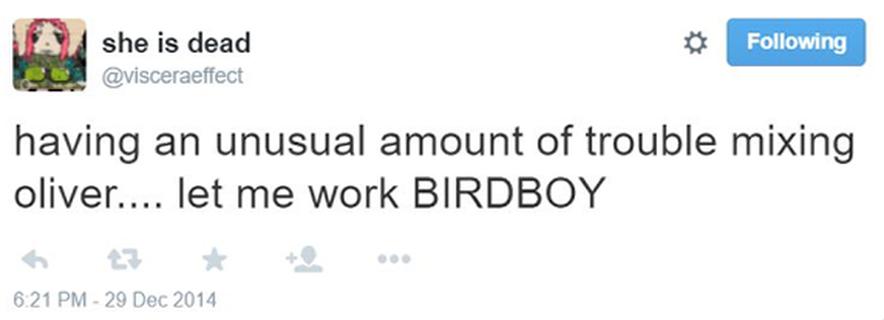 she is dead
Following
@visceraeffect
having an unusual amount of trouble mixing
oliver.... let me work BIRDBOY
6:21 PM - 29 Dec 2014